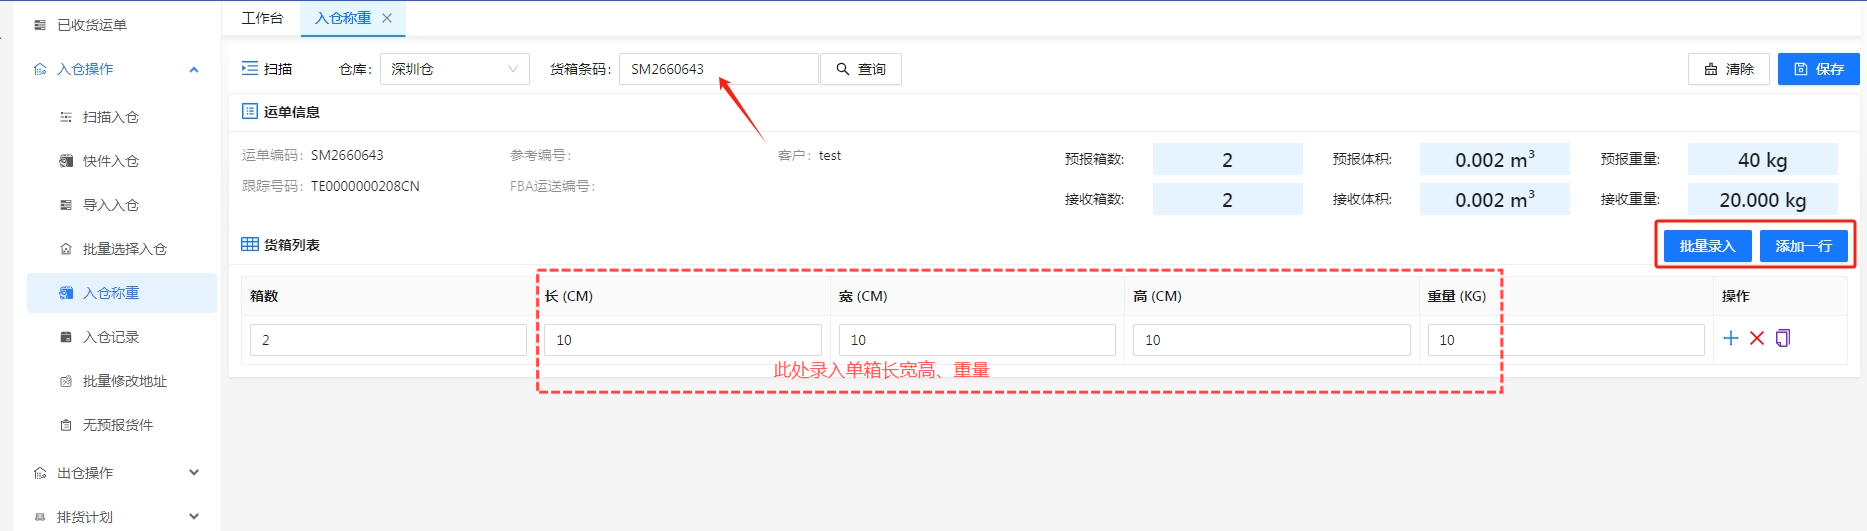 已收货运单
入仓操作
扫描入仓
快件入仓
导入入仓
批量选择入仓
入仓称重
入仓记录
批量修改地址
无预报货件
出仓操作
排货计划
工作台 入仓称重
扫描 仓库: 深圳仓 货箱条码: SM2660643 查询 清除 保存
运单信息
运单编码: SM2660643 参考编号: 客户: test 预报箱数: 2 预报体积: 0.002 m³ 预报重量: 40 kg
跟踪号码: TE0000000208CN FBA运送编号: 接收箱数: 2 接收体积: 0.002 m³ 接收重量: 20.000 kg
货箱列表 批量录入 添加一行
箱数 长 (CM) 宽 (CM) 高 (CM) 重量 (KG) 操作
2 10 10 10 10
此处录入单箱长宽高、重量